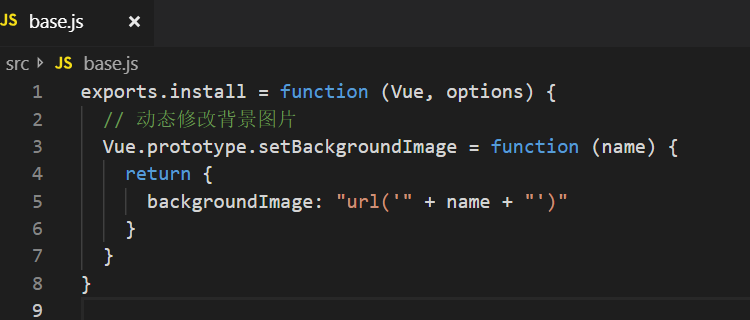 JS base.js ×
src JS base.js
1 exports.install = function (Vue, options) {
2 // 动态修改背景图片
3 Vue.prototype.setBackgroundImage = function (name) {
4 return {
5 backgroundImage: "url('" + name + "')"
6 }
7 }
8 }
9